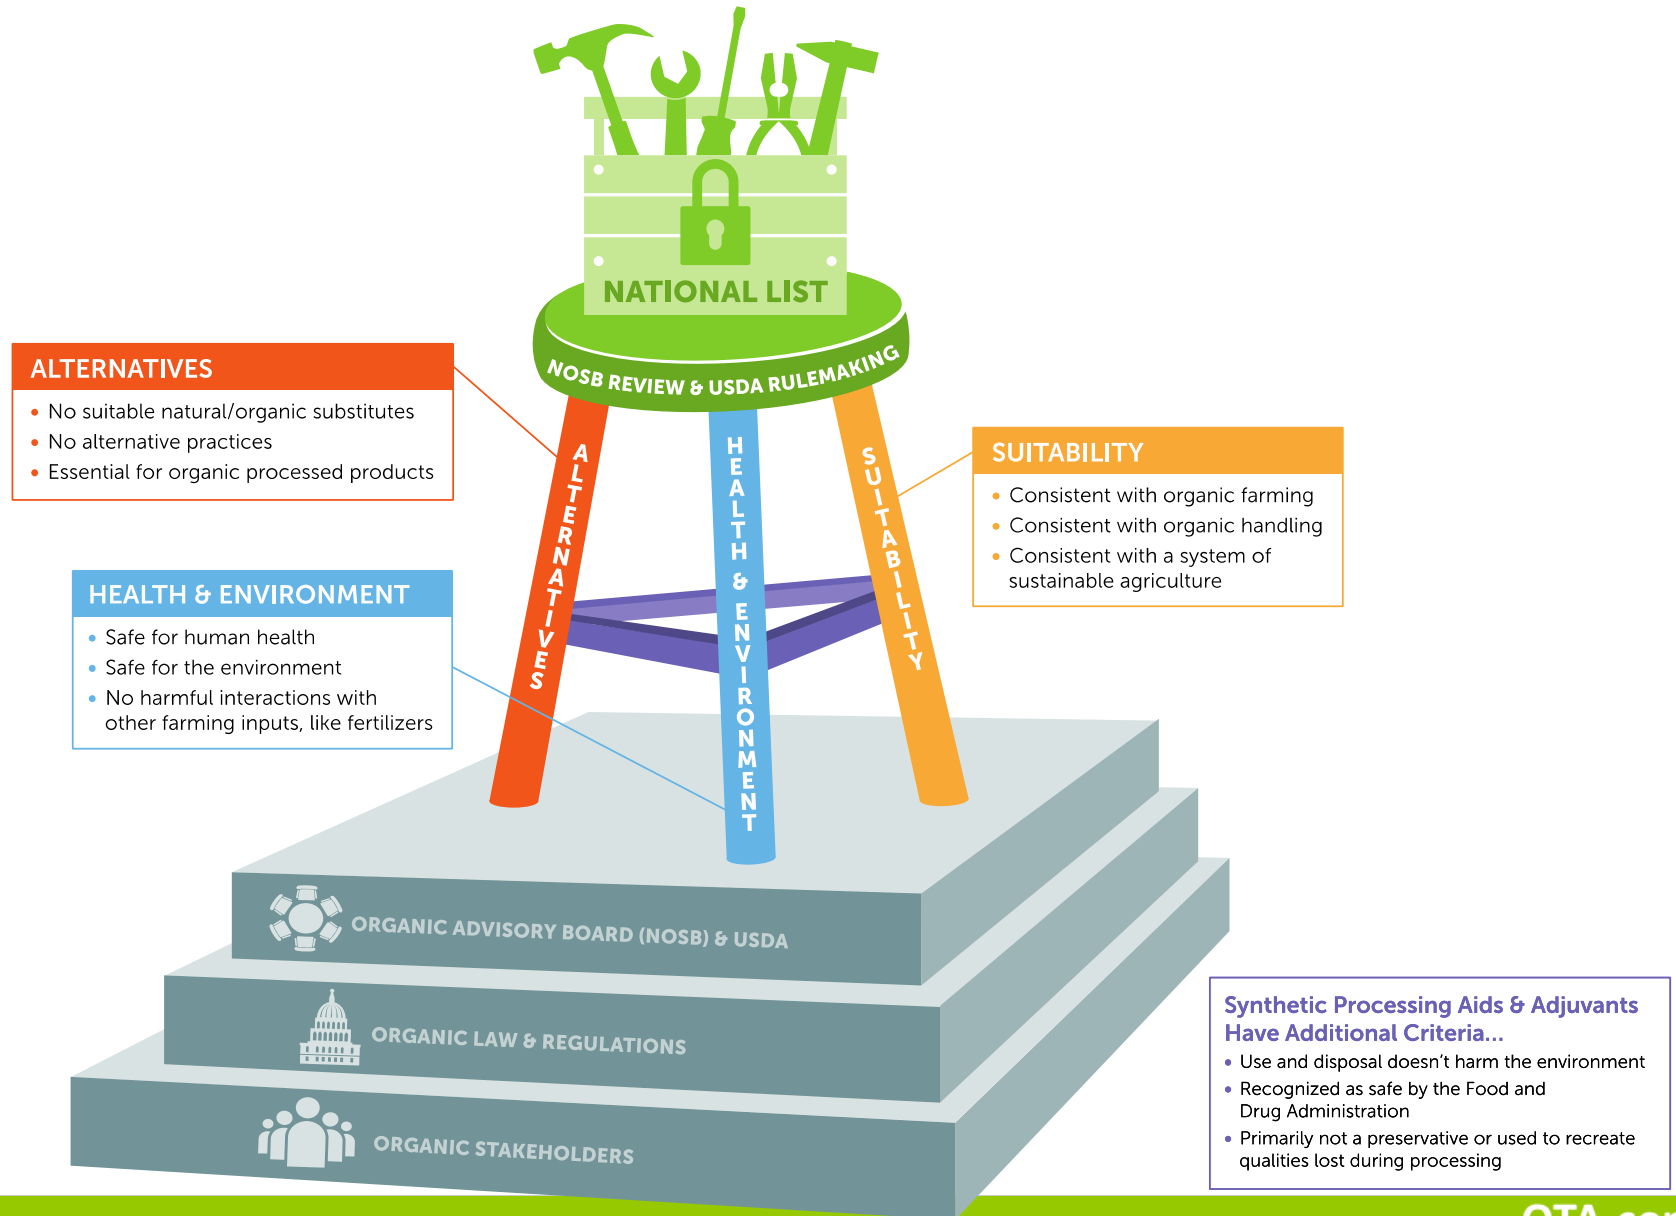 NATIONAL LIST
NOSB REVIEW & USDA RULEMAKING
ALTERNATIVES
• No suitable natural/organic substitutes
• No alternative practices
• Essential for organic processed products
HEALTH & ENVIRONMENT
• Safe for human health
• Safe for the environment
• No harmful interactions with
other farming inputs, like fertilizers
ALTERNATIVES
HEALTH & ENVIRONMENT
SUITABILITY
SUITABILITY
• Consistent with organic farming
• Consistent with organic handling
• Consistent with a system of
sustainable agriculture
ORGANIC ADVISORY BOARD (NOSB) & USDA
ORGANIC LAW & REGULATIONS
ORGANIC STAKEHOLDERS
Synthetic Processing Aids & Adjuvants
Have Additional Criteria...
• Use and disposal doesn't harm the environment
• Recognized as safe by the Food and
Drug Administration
• Primarily not a preservative or used to recreate
qualities lost during processing